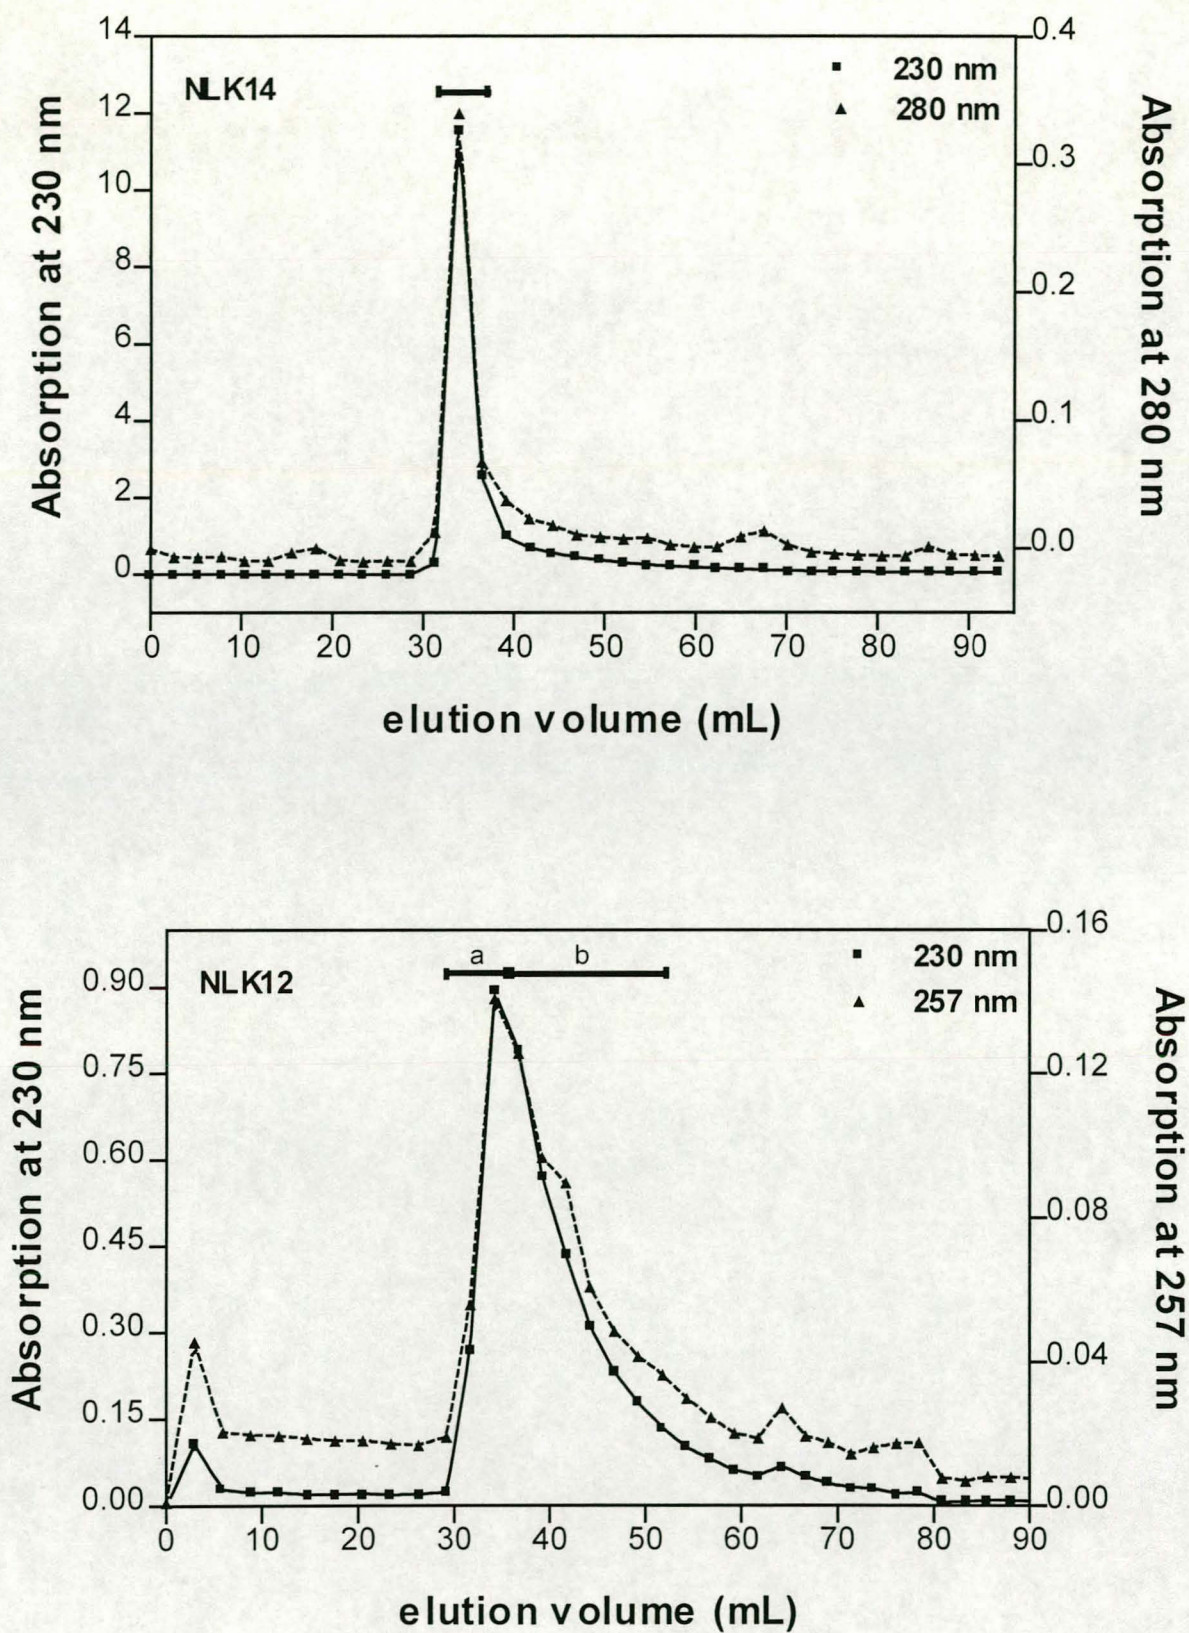 14
0.4
NLK14
230 nm
280 nm
12
0.3
10
8
0.2
6
4
0.1
2
0.0
0
Absorption at 230 nm
Absorption at 280 nm
0 10 20 30 40 50 60 70 80 90
elution volume (mL)
0.16
a b
NLK12
230 nm
257 nm
0.90
0.75
0.12
0.60
0.08
0.45
0.30
0.04
0.15
0.00
0.00
Absorption at 230 nm
Absorption at 257 nm
0 10 20 30 40 50 60 70 80 90
elution volume (mL)